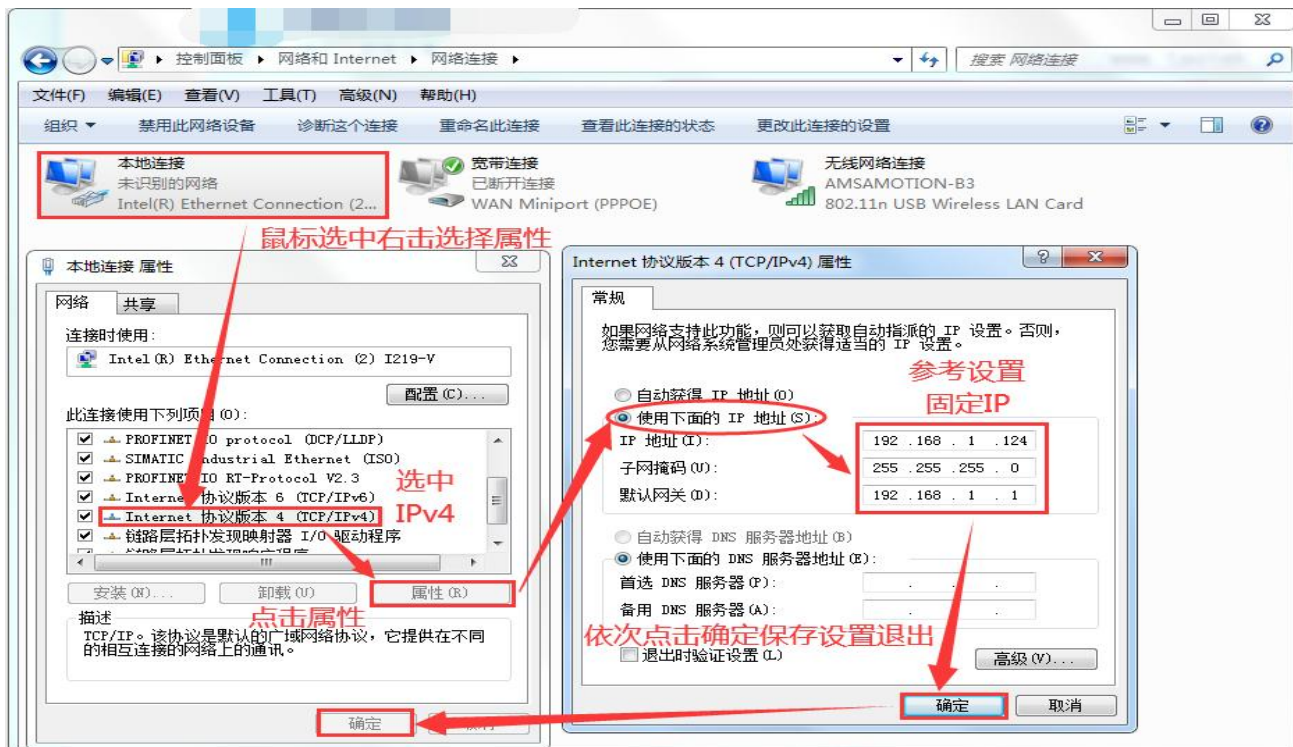 控制面板 ▸ 网络和 Internet ▸ 网络连接 ▸
搜索 网络连接
文件(F) 编辑(E) 查看(V) 工具(T) 高级(N) 帮助(H)
组织 禁用此网络设备 诊断这个连接 重命名此连接 查看此连接的状态 更改此连接的设置
本地连接
未识别的网络
Intel(R) Ethernet Connection (2...
宽带连接
已断开连接
WAN Miniport (PPPOE)
无线网络连接
AMSAMOTION-B3
802.11n USB Wireless LAN Card
鼠标选中右击选择属性
本地连接 属性
网络 共享
连接时使用:
Intel(R) Ethernet Connection (2) I219-V
配置(C)...
此连接使用下列项目(O):
PROFINET IO protocol (DCP/LLDP)
SIMATIC Industrial Ethernet (ISO)
PROFINET IO RT-Protocol V2.3
Internet 协议版本 6 (TCP/IPv6)
Internet 协议版本 4 (TCP/IPv4)
链路层拓扑发现映射器 I/O 驱动程序
选中
IPv4
安装(N)... 卸载(U) 属性(R)
点击属性
描述
TCP/IP。该协议是默认的广域网络协议，它提供在不同
的相互连接的网络上的通讯。
确定
Internet 协议版本 4 (TCP/IPv4) 属性
常规
如果网络支持此功能，则可以获取自动指派的 IP 设置。否则，
您需要从网络系统管理员处获得适当的 IP 设置。
参考设置
固定IP
自动获得 IP 地址(O)
使用下面的 IP 地址(S):
IP 地址(I): 192 .168 . 1 .124
子网掩码(U): 255 .255 .255 . 0
默认网关(D): 192 .168 . 1 . 1
自动获得 DNS 服务器地址(B)
使用下面的 DNS 服务器地址(E):
首选 DNS 服务器(P):
备用 DNS 服务器(A):
依次点击确定保存设置退出
退出时验证设置(L)
高级(V)...
确定 取消